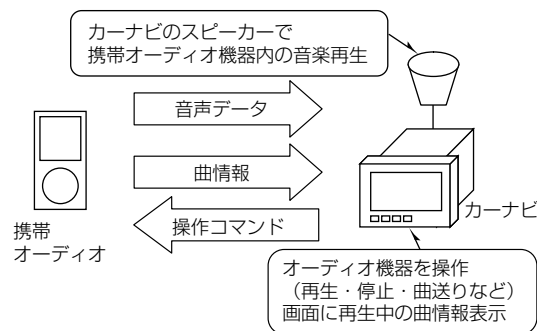 カーナビのスピーカーで
携帯オーディオ機器内の音楽再生
音声データ
曲情報
操作コマンド
携帯
オーディオ
カーナビ
オーディオ機器を操作
（再生・停止・曲送りなど）
画面に再生中の曲情報表示